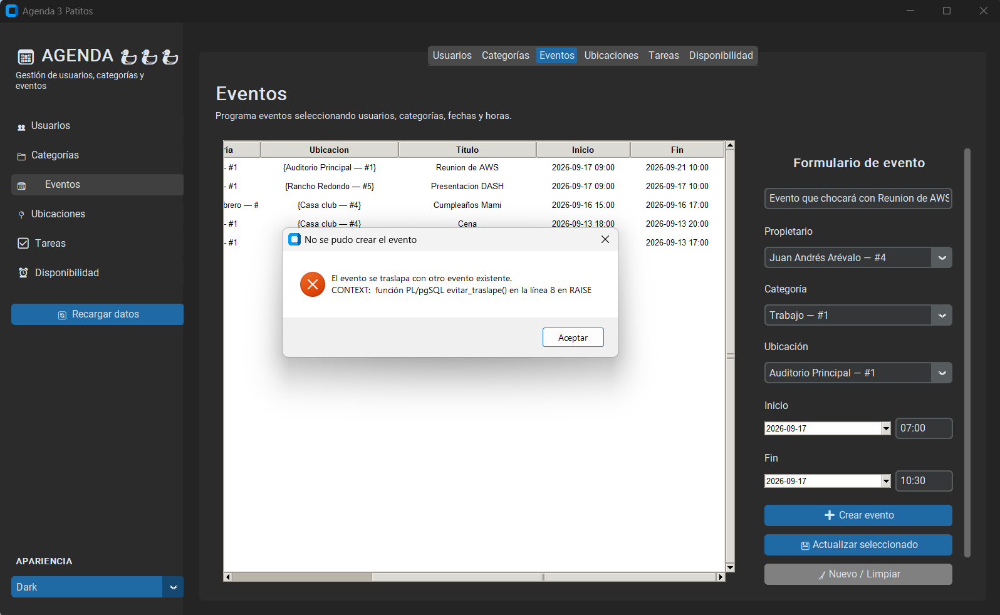 Agenda 3 Patitos
AGENDA
Gestión de usuarios, categorías y
eventos
Usuarios
Categorías
Eventos
Ubicaciones
Tareas
Disponibilidad
Recargar datos
APARIENCIA
Dark
Usuarios Categorías Eventos Ubicaciones Tareas Disponibilidad
Eventos
Programa eventos seleccionando usuarios, categorías, fechas y horas.
ría Ubicacion Título Inicio Fin
- #1 {Auditorio Principal — #1} Reunion de AWS 2026-09-17 09:00 2026-09-21 10:00
- #1 {Rancho Redondo — #5} Presentacion DASH 2026-09-17 09:00 2026-09-17 10:00
brero — # {Casa club — #4} Cumpleaños Mami 2026-09-16 15:00 2026-09-16 17:00
- #1 {Casa club — #4} Cena 2026-09-13 18:00 2026-09-13 20:00
- #1 2026-09-13 17:00
No se pudo crear el evento
El evento se traslapa con otro evento existente.
CONTEXT: función PL/pgSQL evitar_traslape() en la línea 8 en RAISE
Aceptar
Formulario de evento
Evento que chocará con Reunion de AWS
Propietario
Juan Andrés Arévalo — #4
Categoría
Trabajo — #1
Ubicación
Auditorio Principal — #1
Inicio
2026-09-17 07:00
Fin
2026-09-17 10:30
Crear evento
Actualizar seleccionado
Nuevo / Limpiar